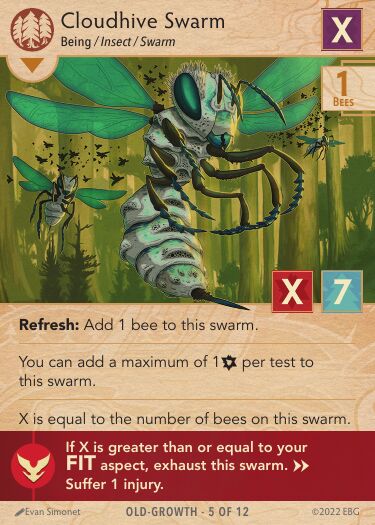 Cloudhive Swarm
Being / Insect / Swarm
X
1
BEES
X 7
Refresh: Add 1 bee to this swarm.
You can add a maximum of 1 per test to
this swarm.
X is equal to the number of bees on this swarm.
If X is greater than or equal to your
FIT aspect, exhaust this swarm.
Suffer 1 injury.
Evan Simonet OLD-GROWTH - 5 OF 12 ©2022 EBG